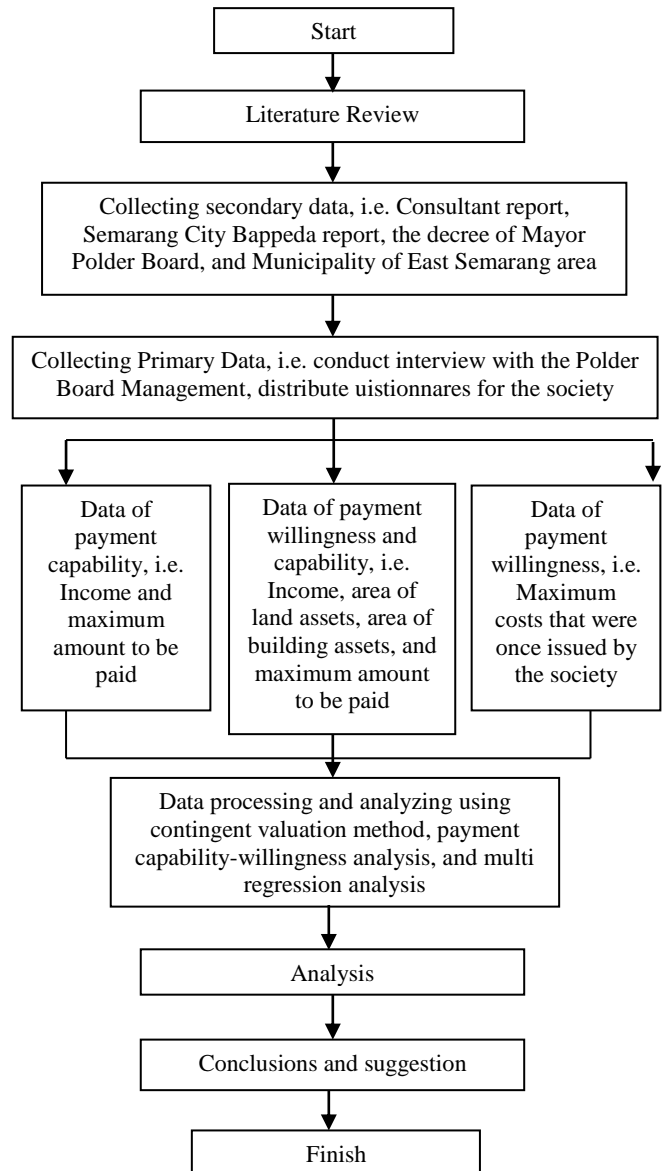 Start
Literature Review
Collecting secondary data, i.e. Consultant report,
Semarang City Bappeda report, the decree of Mayor
Polder Board, and Municipality of East Semarang area
Collecting Primary Data, i.e. conduct interview with the Polder
Board Management, distribute uistionnares for the society
Data of
payment
capability, i.e.
Income and
maximum
amount to be
paid
Data of payment
willingness and
capability, i.e.
Income, area of
land assets, area of
building assets, and
maximum amount
to be paid
Data of
payment
willingness, i.e.
Maximum
costs that were
once issued by
the society
Data processing and analyzing using
contingent valuation method, payment
capability-willingness analysis, and multi
regression analysis
Analysis
Conclusions and suggestion
Finish